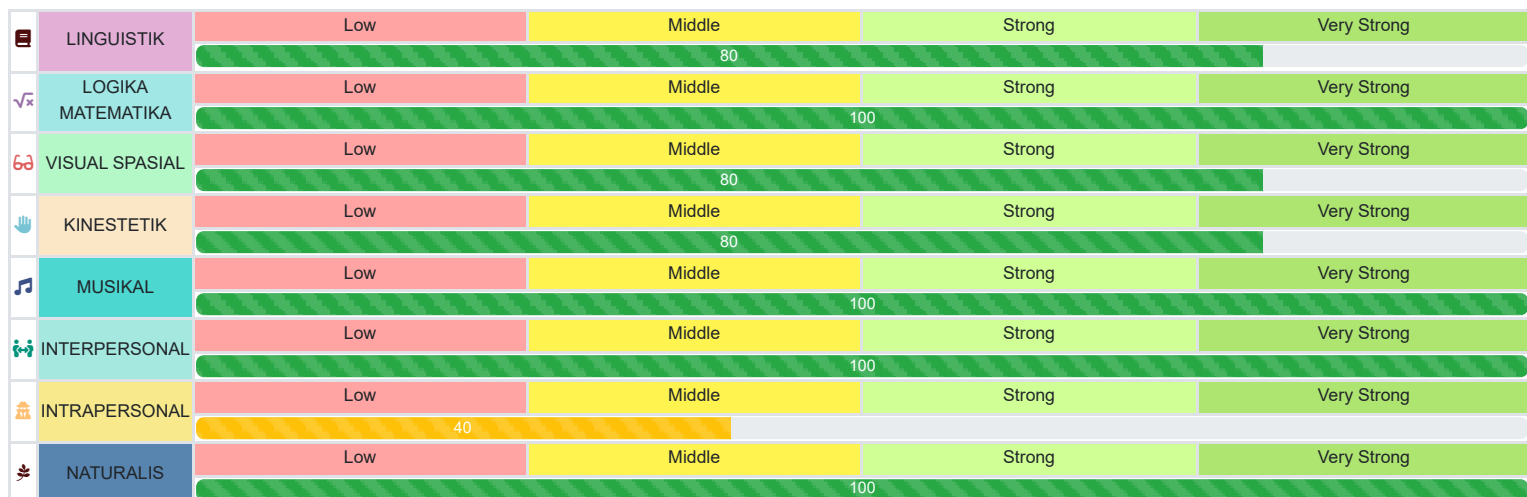 LINGUISTIK
Low Middle Strong Very Strong
80
LOGIKA
MATEMATIKA
Low Middle Strong Very Strong
100
VISUAL SPASIAL
Low Middle Strong Very Strong
80
KINESTETIK
Low Middle Strong Very Strong
80
MUSIKAL
Low Middle Strong Very Strong
100
INTERPERSONAL
Low Middle Strong Very Strong
100
INTRAPERSONAL
Low Middle Strong Very Strong
40
NATURALIS
Low Middle Strong Very Strong
100